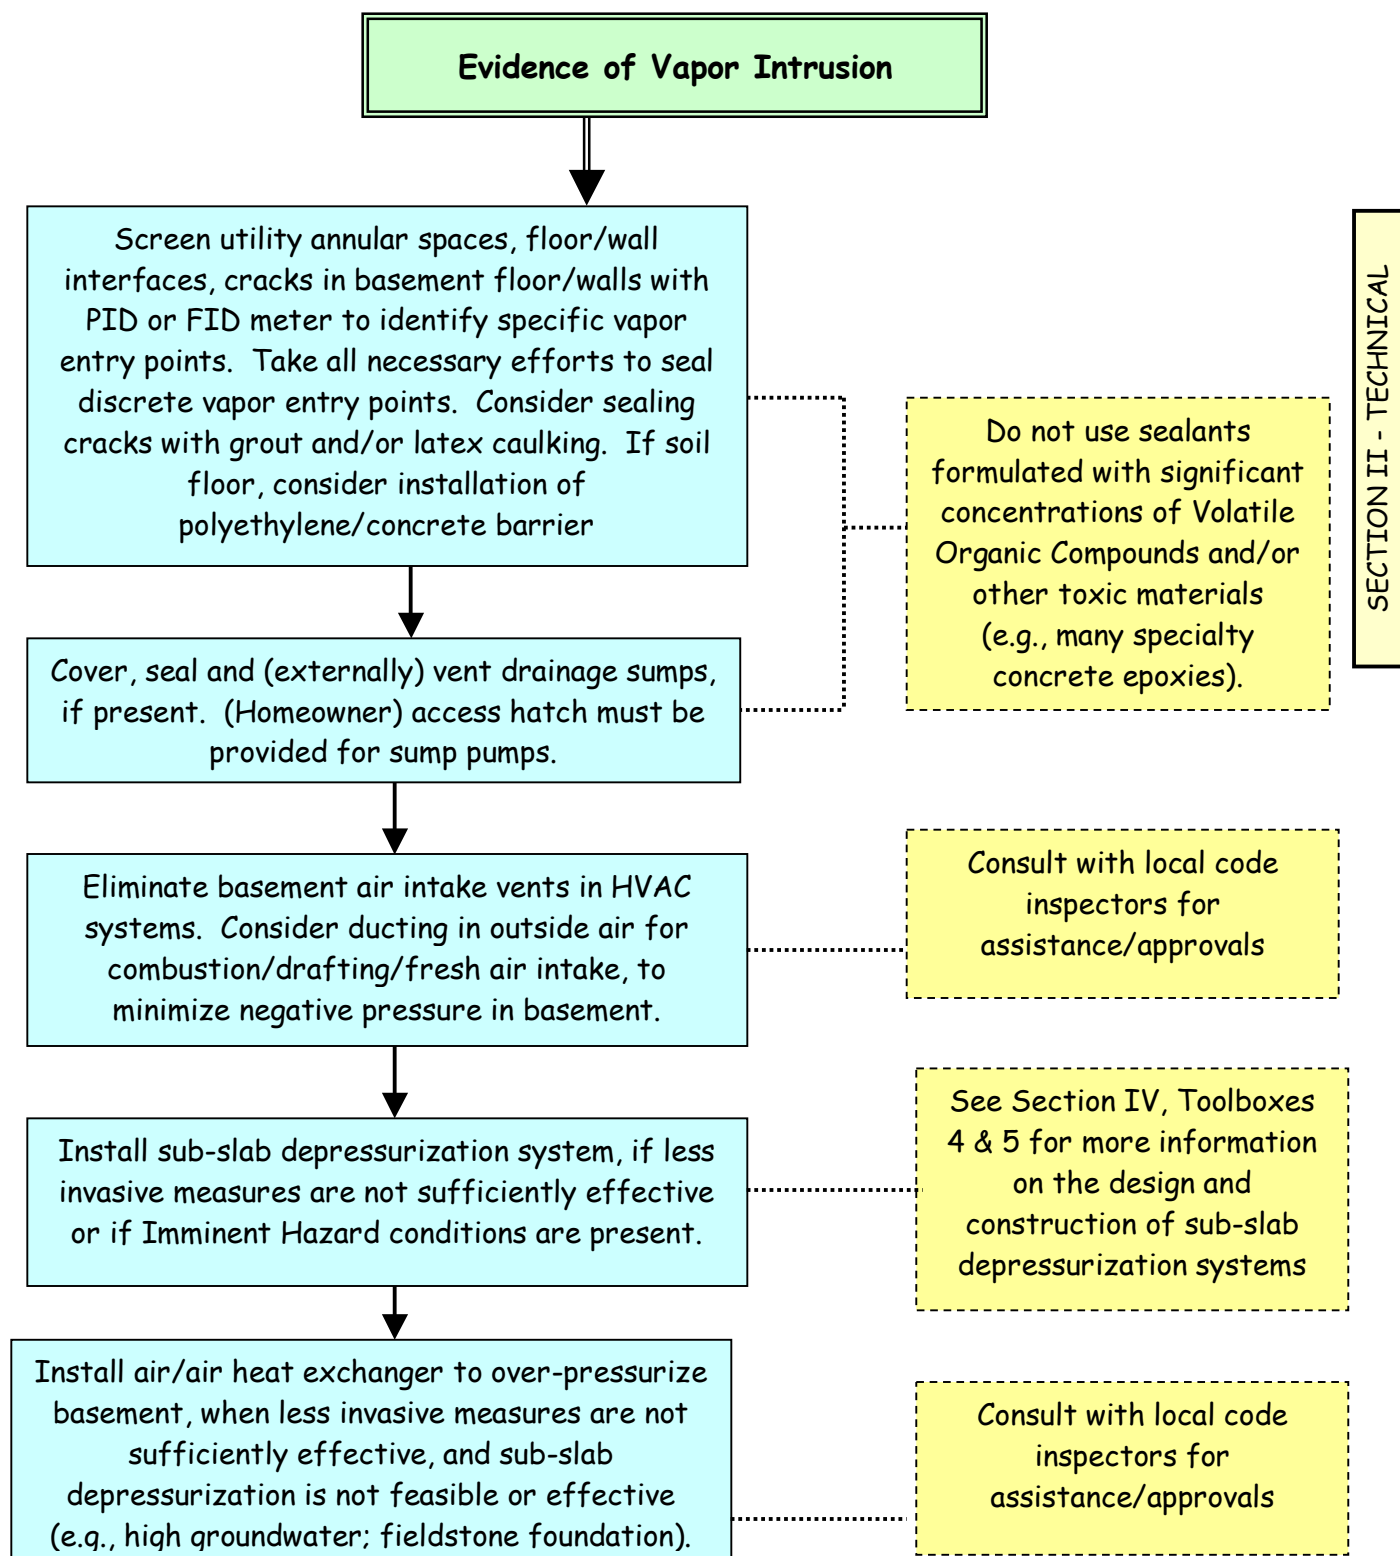 Evidence of Vapor Intrusion
Screen utility annular spaces, floor/wall
interfaces, cracks in basement floor/walls with
PID or FID meter to identify specific vapor
entry points.  Take all necessary efforts to seal
discrete vapor entry points.  Consider sealing
cracks with grout and/or latex caulking.  If soil
floor, consider installation of
polyethylene/concrete barrier
Do not use sealants
formulated with significant
concentrations of Volatile
Organic Compounds and/or
other toxic materials
(e.g., many specialty
concrete epoxies).
SECTION II - TECHNICAL
Cover, seal and (externally) vent drainage sumps,
if present.  (Homeowner) access hatch must be
provided for sump pumps.
Eliminate basement air intake vents in HVAC
systems.  Consider ducting in outside air for
combustion/drafting/fresh air intake, to
minimize negative pressure in basement.
Consult with local code
inspectors for
assistance/approvals
Install sub-slab depressurization system, if less
invasive measures are not sufficiently effective
or if Imminent Hazard conditions are present.
See Section IV, Toolboxes
4 & 5 for more information
on the design and
construction of sub-slab
depressurization systems
Install air/air heat exchanger to over-pressurize
basement, when less invasive measures are not
sufficiently effective, and sub-slab
depressurization is not feasible or effective
(e.g., high groundwater; fieldstone foundation).
Consult with local code
inspectors for
assistance/approvals